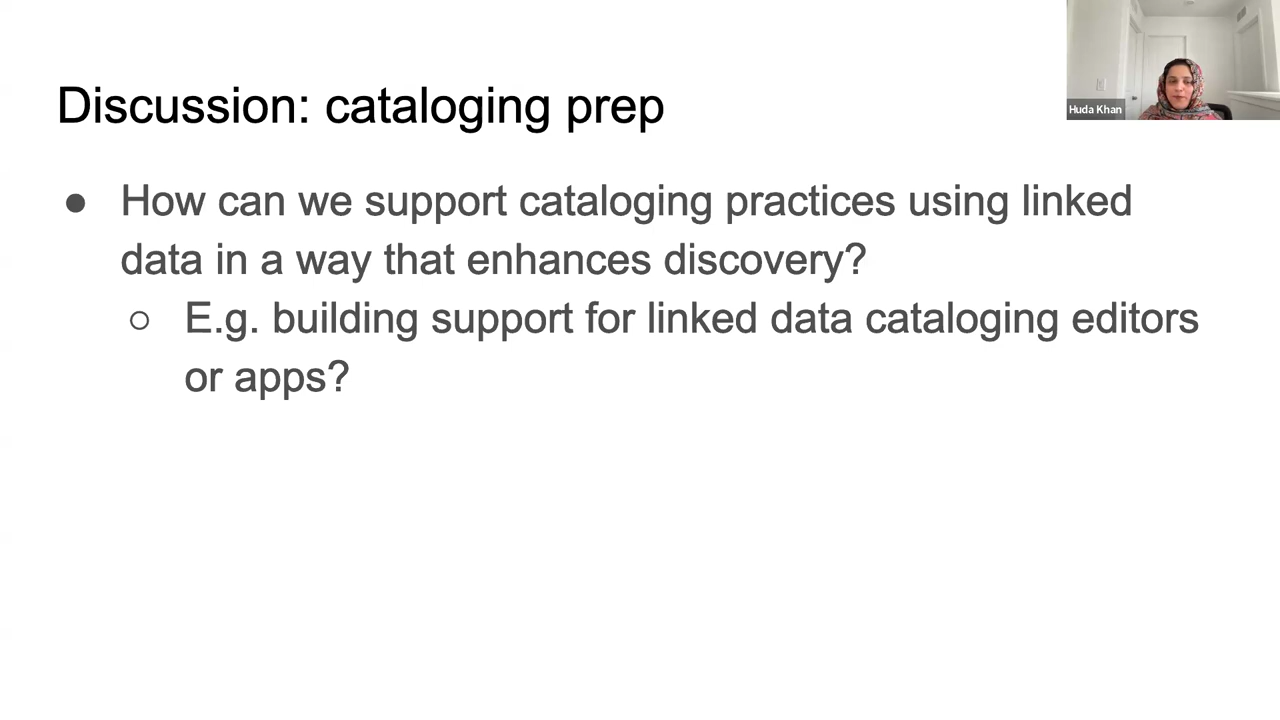 Discussion: cataloging prep
Huda Khan
● How can we support cataloging practices using linked
data in a way that enhances discovery?
○ E.g. building support for linked data cataloging editors
or apps?